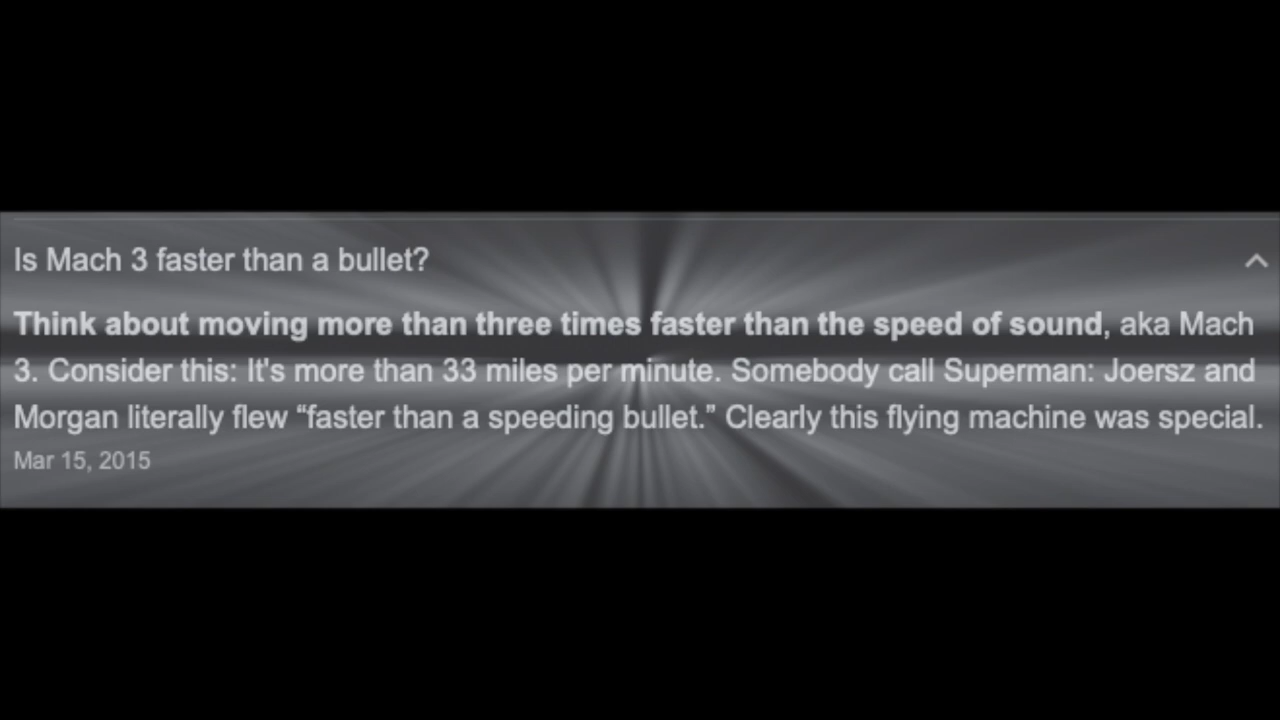 Is Mach 3 faster than a bullet?
Think about moving more than three times faster than the speed of sound, aka Mach
3. Consider this: It's more than 33 miles per minute. Somebody call Superman: Joersz and
Morgan literally flew “faster than a speeding bullet.” Clearly this flying machine was special.
Mar 15, 2015